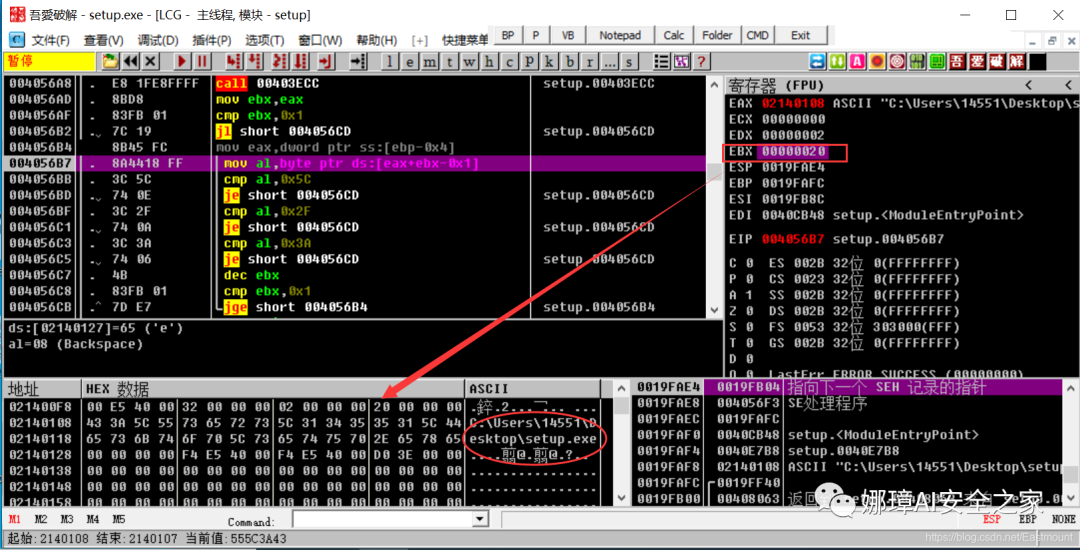 吾愛破解 - setup.exe - [LCG - 主线程, 模块 - setup]
文件(F) 查看(V) 调试(D) 插件(P) 选项(T) 窗口(W) 帮助(H) [+] 快捷菜单 BP P VB Notepad Calc Folder CMD Exit
暂停 l e m t w h c P k b r ... s ? A 吾 爱 破 解
004056A8 . E8 1FE8FFFF call 00403ECC setup.00403ECC
004056AD . 8BD8 mov ebx,eax
004056AF . 83FB 01 cmp ebx,0x1
004056B2 . 7C 19 jl short 004056CD setup.004056CD
004056B4 > 8B45 FC mov eax,dword ptr ss:[ebp-0x4]
004056B7 . 8A4418 FF mov al,byte ptr ds:[eax+ebx-0x1]
004056BB . 3C 5C cmp al,0x5C
004056BD . 74 0E je short 004056CD setup.004056CD
004056BF . 3C 2F cmp al,0x2F
004056C1 . 74 0A je short 004056CD setup.004056CD
004056C3 . 3C 3A cmp al,0x3A
004056C5 . 74 06 je short 004056CD setup.004056CD
004056C7 . 4B dec ebx
004056C8 . 83FB 01 cmp ebx,0x1
004056CB .^ 7D E7 jge short 004056B4 setup.004056B4
ds:[02140127]=65 ('e')
al=08 (Backspace)
寄存器 (FPU) < <
EAX 02140108 ASCII "C:\Users\14551\Desktop\s
ECX 00000000
EDX 00000002
EBX 00000020
ESP 0019FAE4
EBP 0019FAFC
ESI 0019FB8C
EDI 0040CB48 setup.<ModuleEntryPoint>
EIP 004056B7 setup.004056B7
C 0 ES 002B 32位 0(FFFFFFFF)
P 0 CS 0023 32位 0(FFFFFFFF)
A 1 SS 002B 32位 0(FFFFFFFF)
Z 0 DS 002B 32位 0(FFFFFFFF)
S 0 FS 0053 32位 303000(FFF)
T 0 GS 002B 32位 0(FFFFFFFF)
D 0
O 0 LastErr ERROR_SUCCESS (00000000)
地址 HEX 数据 ASCII
021400F8 00 E5 40 00 32 00 00 00 02 00 00 00 20 00 00 00
02140108 43 3A 5C 55 73 65 72 73 5C 31 34 35 35 31 5C 44 C:\Users\14551\D
02140118 65 73 6B 74 6F 70 5C 73 65 74 75 70 2E 65 78 65 esktop\setup.exe
02140128 00 00 00 00 F4 E5 40 00 F4 E5 40 00 D0 3E 00 00 ....翦@.翦@.?..
02140138 00 00 00 00 00 00 00 00 00 00 00 00 00 00 00 00 ................
02140148 00 00 00 00 00 00 00 00 00 00 00 00 00 00 00 00 ................
02140158 00 00 00 00 00 00 00 00 00 00 00 00 00 00 00 00
0019FAE4 0019FB04 指向下一个 SEH 记录的指针
0019FAE8 004056F3 SE处理程序
0019FAEC 0019FAFC
0019FAF0 0040CB48 setup.<ModuleEntryPoint>
0019FAF4 0040E7B8 setup.0040E7B8
0019FAF8 02140108 ASCII "C:\Users\14551\Desktop\setup
0019FAFC 0019FF40
0019FB00 00408063
M1 M2 M3 M4 M5 Command: ESP EBP NONE
起始: 2140108 结束: 2140107 当前值: 555C3A43
娜璋AI安全之家
https://blog.csdn.net/Eastmount